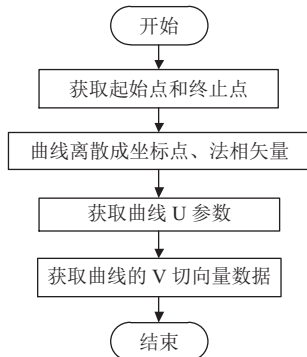 开始
获取起始点和终止点
曲线离散成坐标点、法相矢量
获取曲线 U 参数
获取曲线的 V 切向量数据
结束